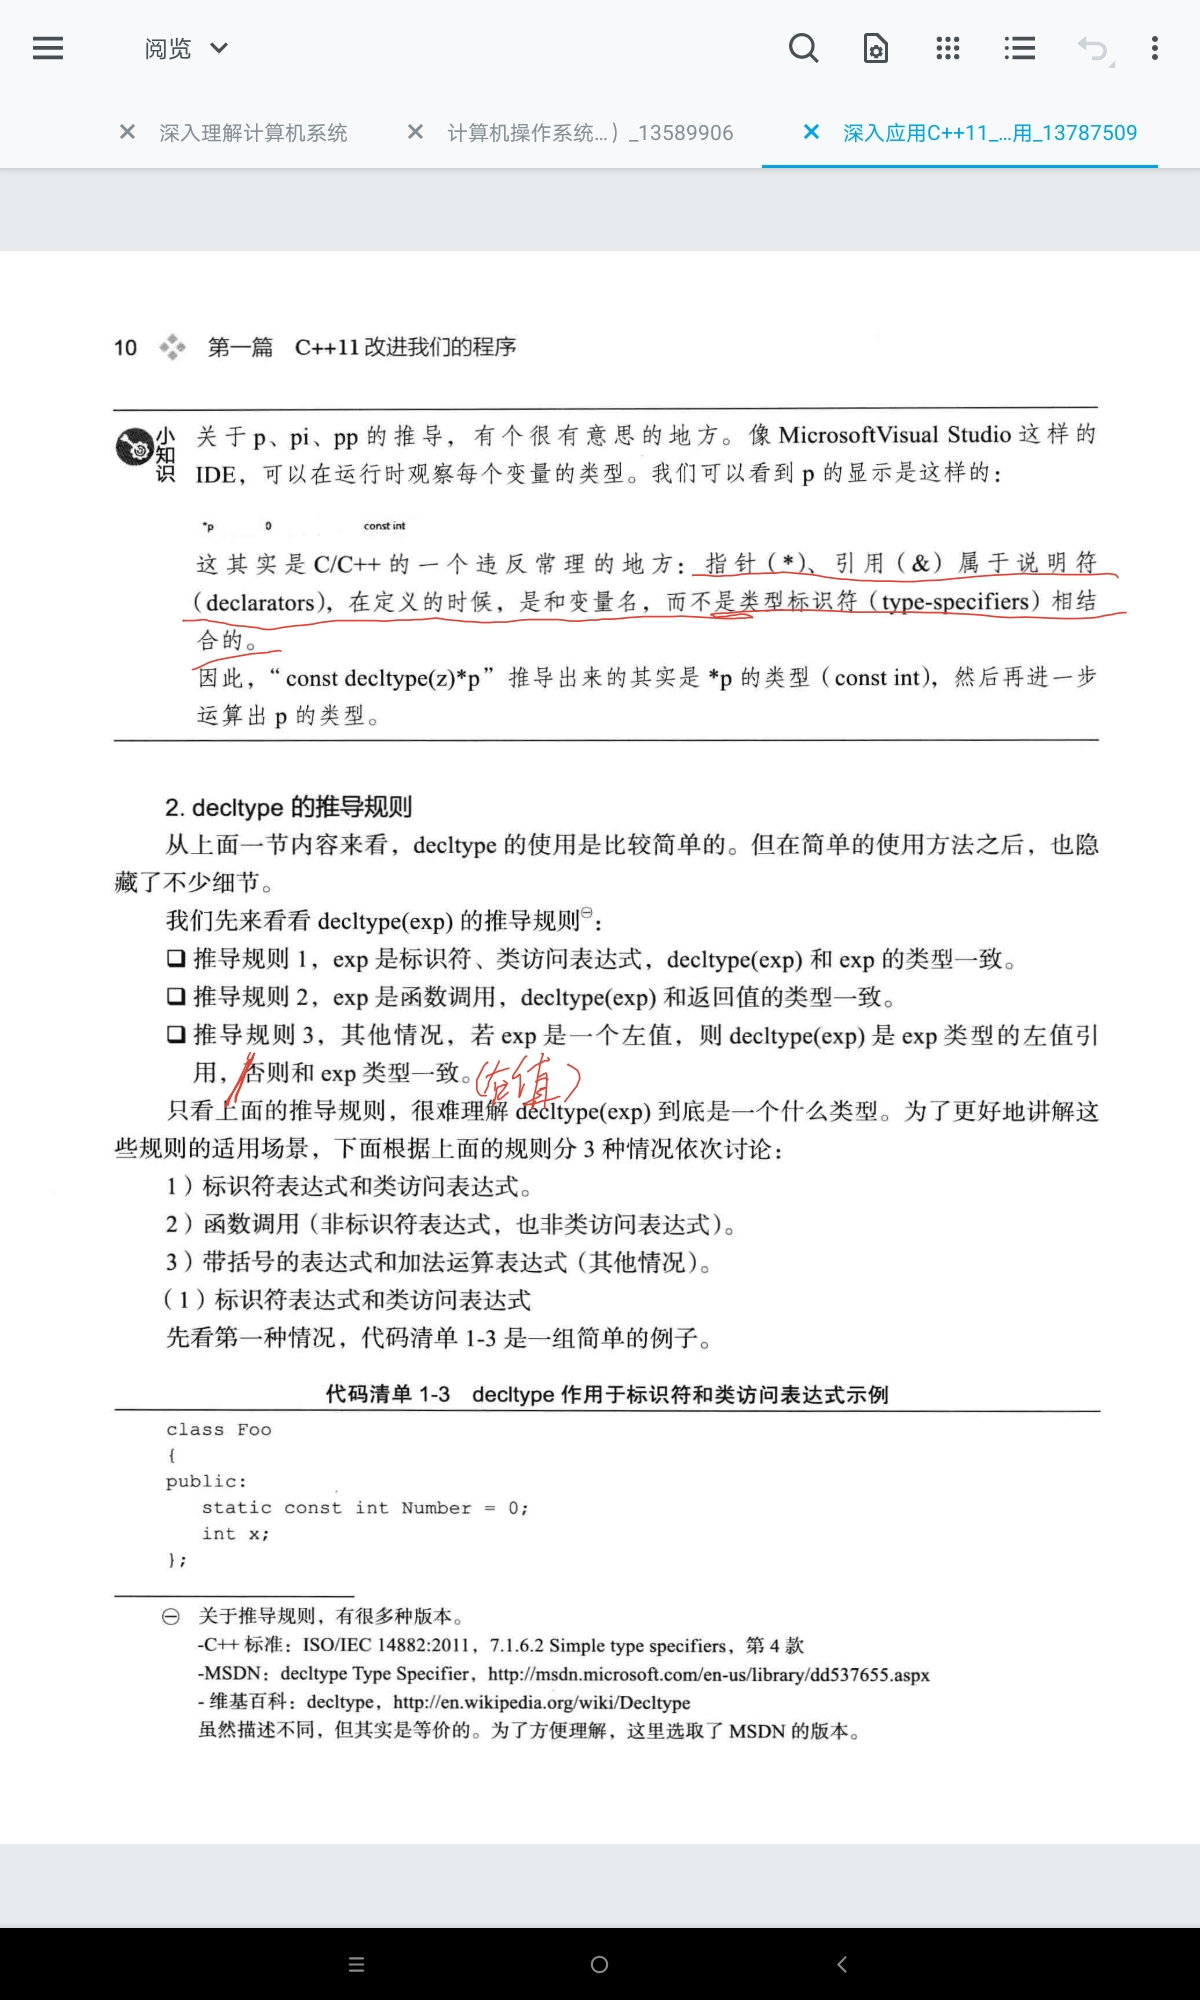 阅览
深入理解计算机系统
计算机操作系统...）_13589906
深入应用C++11_...用_13787509
10 第一篇 C++11改进我们的程序
小知识
关于 p、pi、pp 的推导，有个很有意思的地方。像 MicrosoftVisual Studio 这样的
IDE，可以在运行时观察每个变量的类型。我们可以看到 p 的显示是这样的：
*p 0 const int
这其实是 C/C++ 的一个违反常理的地方：指针（*）、引用（&）属于说明符
（declarators），在定义的时候，是和变量名，而不是类型标识符（type-specifiers）相结
合的。
因此，“const decltype(z)*p” 推导出来的其实是 *p 的类型（const int），然后再进一步
运算出 p 的类型。
2. decltype 的推导规则
从上面一节内容来看，decltype 的使用是比较简单的。但在简单的使用方法之后，也隐
藏了不少细节。
我们先来看看 decltype(exp) 的推导规则㊀：
❑ 推导规则 1，exp 是标识符、类访问表达式，decltype(exp) 和 exp 的类型一致。
❑ 推导规则 2，exp 是函数调用，decltype(exp) 和返回值的类型一致。
❑ 推导规则 3，其他情况，若 exp 是一个左值，则 decltype(exp) 是 exp 类型的左值引
用，否则和 exp 类型一致。（右值）
只看上面的推导规则，很难理解 decltype(exp) 到底是一个什么类型。为了更好地讲解这
些规则的适用场景，下面根据上面的规则分 3 种情况依次讨论：
1）标识符表达式和类访问表达式。
2）函数调用（非标识符表达式，也非类访问表达式）。
3）带括号的表达式和加法运算表达式（其他情况）。
（1）标识符表达式和类访问表达式
先看第一种情况，代码清单 1-3 是一组简单的例子。
代码清单 1-3 decltype 作用于标识符和类访问表达式示例
class Foo
{
public:
static const int Number = 0;
int x;
};
㊀ 关于推导规则，有很多种版本。
-C++ 标准：ISO/IEC 14882:2011，7.1.6.2 Simple type specifiers，第 4 款
-MSDN：decltype Type Specifier，http://msdn.microsoft.com/en-us/library/dd537655.aspx
- 维基百科：decltype，http://en.wikipedia.org/wiki/Decltype
虽然描述不同，但其实是等价的。为了方便理解，这里选取了 MSDN 的版本。